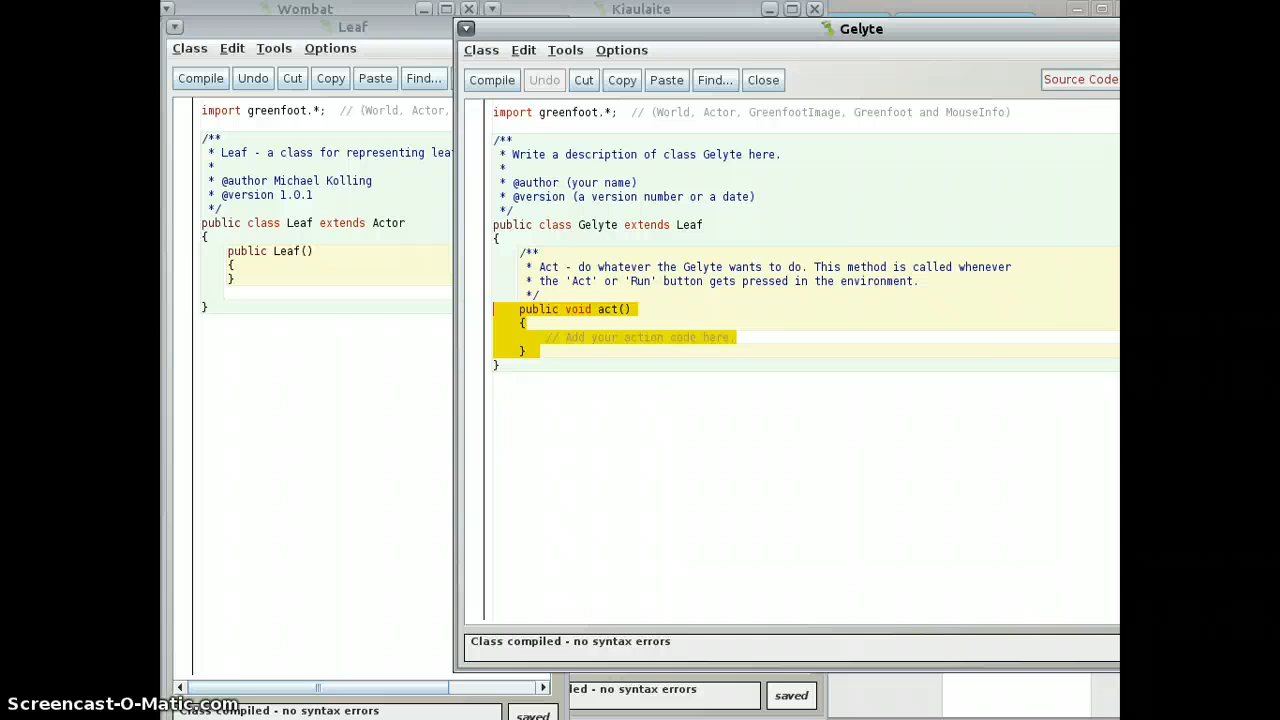 Wombat
Kiaulaite
Leaf
Class Edit Tools Options
Compile Undo Cut Copy Paste Find...
import greenfoot.*;  // (World, Actor,
/**
 * Leaf - a class for representing lea
 *
 * @author Michael Kolling
 * @version 1.0.1
 */
public class Leaf extends Actor
{
public Leaf()
{
}
}
Class compiled - no syntax errors
saved
Gelyte
Class Edit Tools Options
Compile Undo Cut Copy Paste Find... Close
Source Code
import greenfoot.*;  // (World, Actor, GreenfootImage, Greenfoot and MouseInfo)
/**
 * Write a description of class Gelyte here.
 *
 * @author (your name)
 * @version (a version number or a date)
 */
public class Gelyte extends Leaf
{
/**
 * Act - do whatever the Gelyte wants to do. This method is called whenever
 * the 'Act' or 'Run' button gets pressed in the environment.
 */
public void act()
{
// Add your action code here.
}
}
Class compiled - no syntax errors
led - no syntax errors
saved
Screencast-O-Matic.com